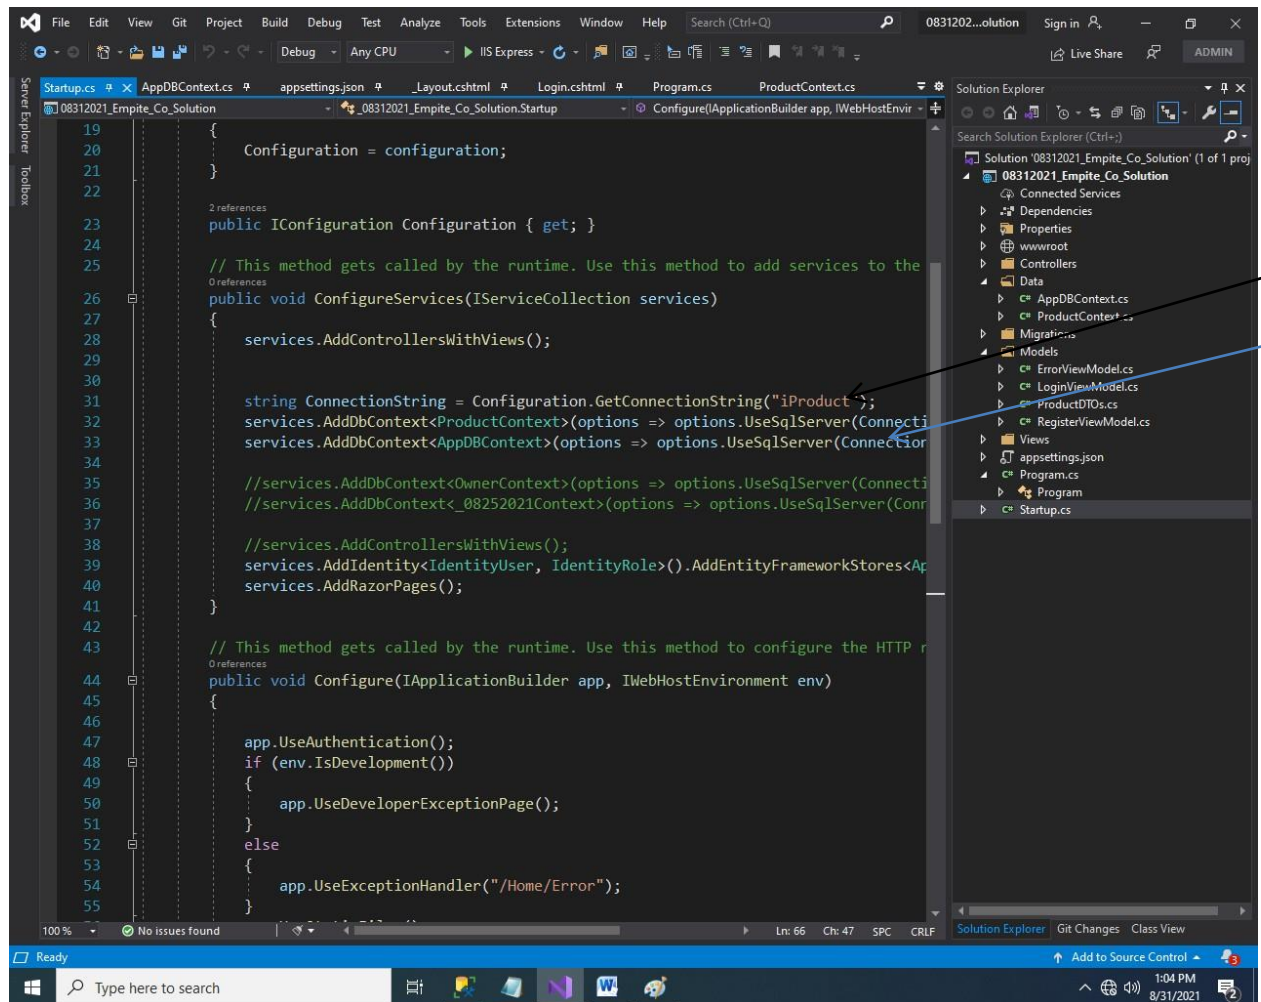 File Edit View Git Project Build Debug Test Analyze Tools Extensions Window Help Search (Ctrl+Q) 0831202...olution Sign in
Debug Any CPU IIS Express Live Share ADMIN
Server Explorer
Toolbox
Startup.cs AppDBContext.cs appsettings.json _Layout.cshtml Login.cshtml Program.cs ProductContext.cs
08312021_Empite_Co_Solution _08312021_Empite_Co_Solution.Startup Configure(IApplicationBuilder app, IWebHostEnvir
19 {
20 Configuration = configuration;
21 }
22
2 references
23 public IConfiguration Configuration { get; }
24
25 // This method gets called by the runtime. Use this method to add services to the
0 references
26 public void ConfigureServices(IServiceCollection services)
27 {
28 services.AddControllersWithViews();
29
30
31 string ConnectionString = Configuration.GetConnectionString("iProduct");
32 services.AddDbContext<ProductContext>(options => options.UseSqlServer(Connecti
33 services.AddDbContext<AppDBContext>(options => options.UseSqlServer(Connection
34
35 //services.AddDbContext<OwnerContext>(options => options.UseSqlServer(Connecti
36 //services.AddDbContext<_08252021Context>(options => options.UseSqlServer(Conn
37
38 //services.AddControllersWithViews();
39 services.AddIdentity<IdentityUser, IdentityRole>().AddEntityFrameworkStores<Ap
40 services.AddRazorPages();
41 }
42
43 // This method gets called by the runtime. Use this method to configure the HTTP r
0 references
44 public void Configure(IApplicationBuilder app, IWebHostEnvironment env)
45 {
46
47 app.UseAuthentication();
48 if (env.IsDevelopment())
49 {
50 app.UseDeveloperExceptionPage();
51 }
52 else
53 {
54 app.UseExceptionHandler("/Home/Error");
55 }
100 % No issues found Ln: 66 Ch: 47 SPC CRLF
Solution Explorer
Search Solution Explorer (Ctrl+;)
Solution '08312021_Empite_Co_Solution' (1 of 1 proj
08312021_Empite_Co_Solution
Connected Services
Dependencies
Properties
wwwroot
Controllers
Data
C# AppDBContext.cs
C# ProductContext.cs
Migrations
Models
C# ErrorViewModel.cs
C# LoginViewModel.cs
C# ProductDTOs.cs
C# RegisterViewModel.cs
Views
appsettings.json
C# Program.cs
Program
C# Startup.cs
Solution Explorer Git Changes Class View
Ready Add to Source Control 3
Type here to search 1:04 PM
8/31/2021 2